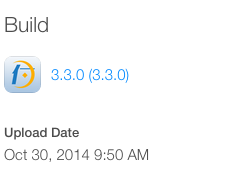 Build
3.3.0 (3.3.0)
Upload Date
Oct 30, 2014 9:50 AM